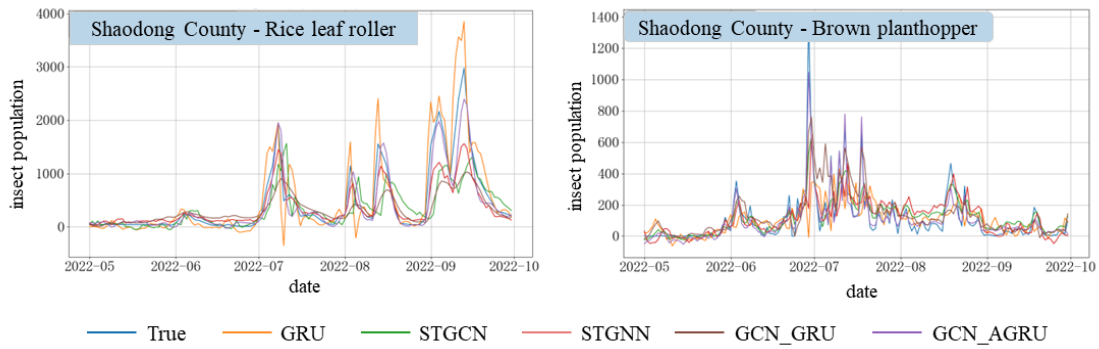 Shaodong County - Rice leaf roller
4000
3000
2000
1000
0
insect population
2022-05
2022-06
2022-07
2022-08
2022-09
2022-10
date
Shaodong County - Brown planthopper
1400
1200
1000
800
600
400
200
0
insect population
2022-05
2022-06
2022-07
2022-08
2022-09
2022-10
date
True
GRU
STGCN
STGNN
GCN_GRU
GCN_AGRU